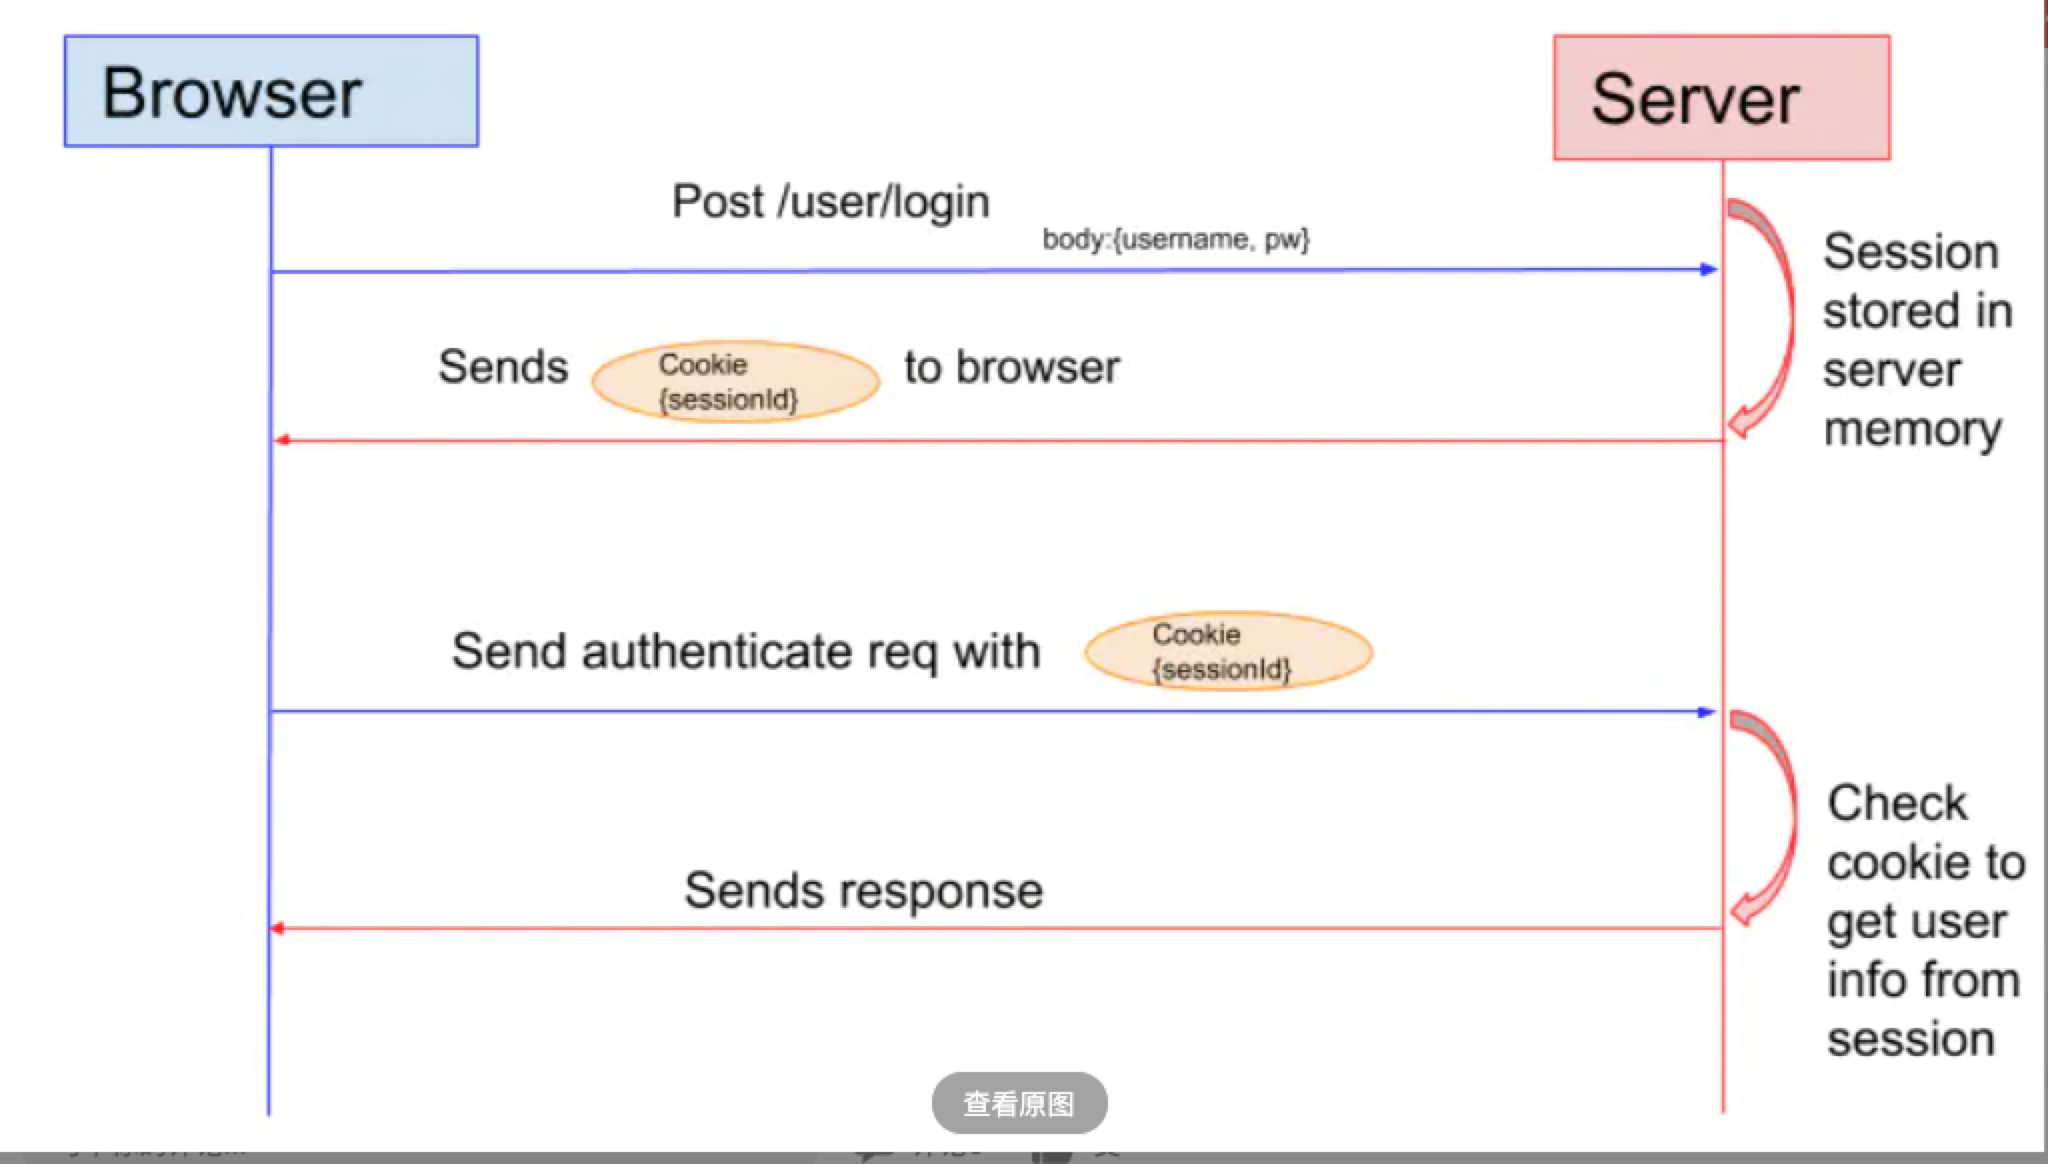 Browser
Server
Post /user/login
body:{username, pw}
Session
stored in
server
memory
Sends
Cookie
{sessionId}
to browser
Send authenticate req with
Cookie
{sessionId}
Check
cookie to
get user
info from
session
Sends response
查看原图